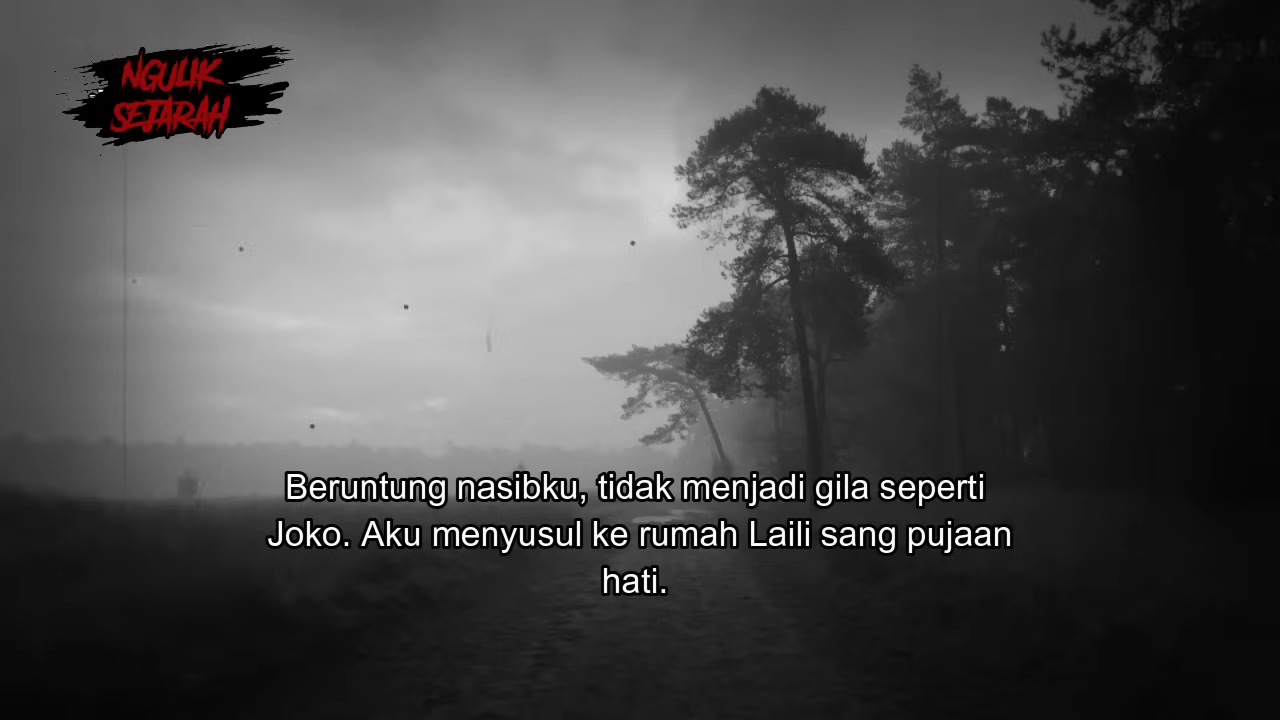 NGULIK
SEJARAH
Beruntung nasibku, tidak menjadi gila seperti
Joko. Aku menyusul ke rumah Laili sang pujaan
hati.